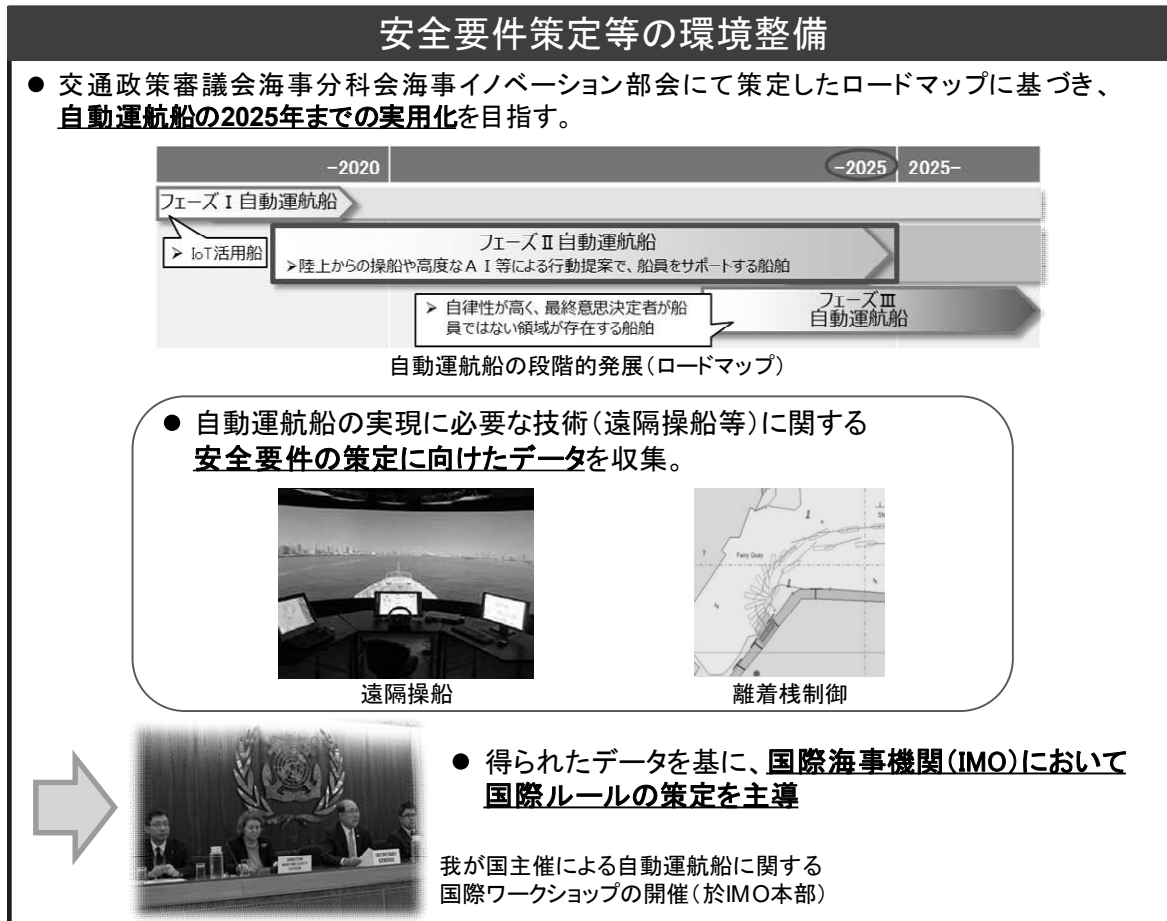 安全要件策定等の環境整備
● 交通政策審議会海事分科会海事イノベーション部会にて策定したロードマップに基づき、
自動運航船の2025年までの実用化を目指す。
-2020
-2025
2025-
フェーズⅠ自動運航船
➢ IoT活用船
フェーズⅡ自動運航船
➢陸上からの操船や高度なAI等による行動提案で、船員をサポートする船舶
➢ 自律性が高く、最終意思決定者が船
員ではない領域が存在する船舶
フェーズⅢ
自動運航船
自動運航船の段階的発展（ロードマップ）
● 自動運航船の実現に必要な技術（遠隔操船等）に関する
安全要件の策定に向けたデータを収集。
Ferry Quay
遠隔操船
離着桟制御
● 得られたデータを基に、国際海事機関（IMO）において
国際ルールの策定を主導
DIRECTOR
MARITIME SAFETY
DIVISION
SECRETARY
GENERAL
我が国主催による自動運航船に関する
国際ワークショップの開催（於IMO本部）